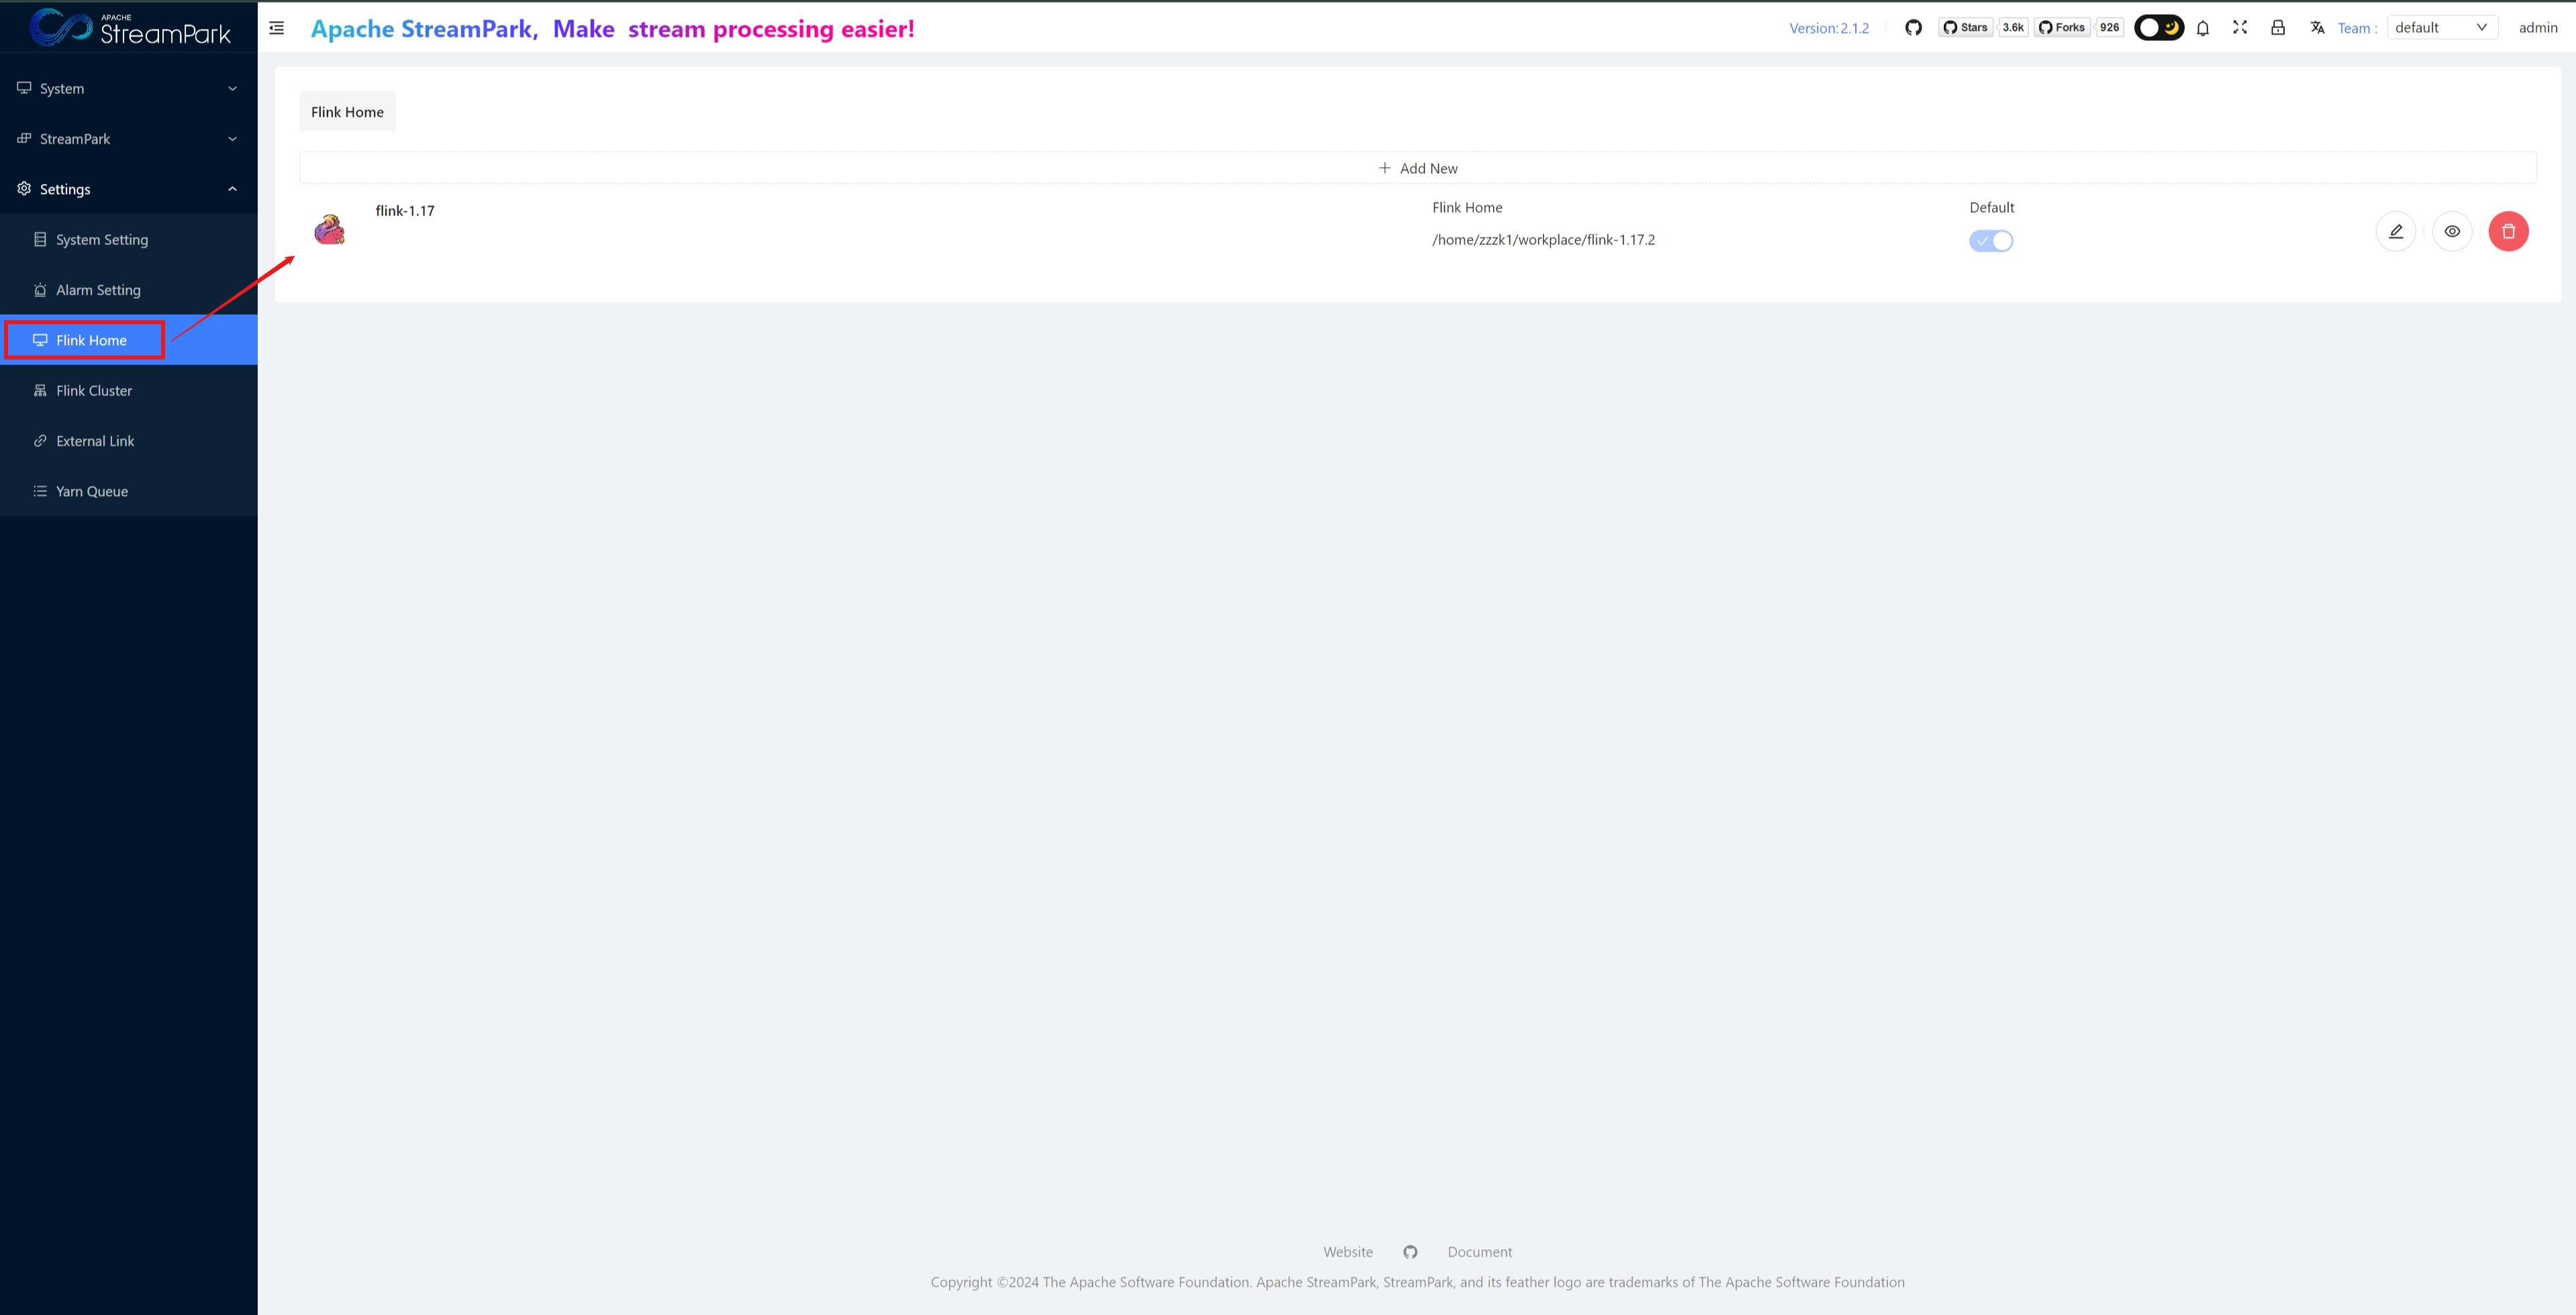 APACHE
StreamPark
Apache StreamPark, Make stream processing easier!
Version: 2.1.2
Stars 3.6k
Forks 926
Team : default
admin
System
StreamPark
Settings
System Setting
Alarm Setting
Flink Home
Flink Cluster
External Link
Yarn Queue
Flink Home
Add New
flink-1.17
Flink Home
/home/zzzk1/workplace/flink-1.17.2
Default
Website
Document
Copyright ©2024 The Apache Software Foundation. Apache StreamPark, StreamPark, and its feather logo are trademarks of The Apache Software Foundation